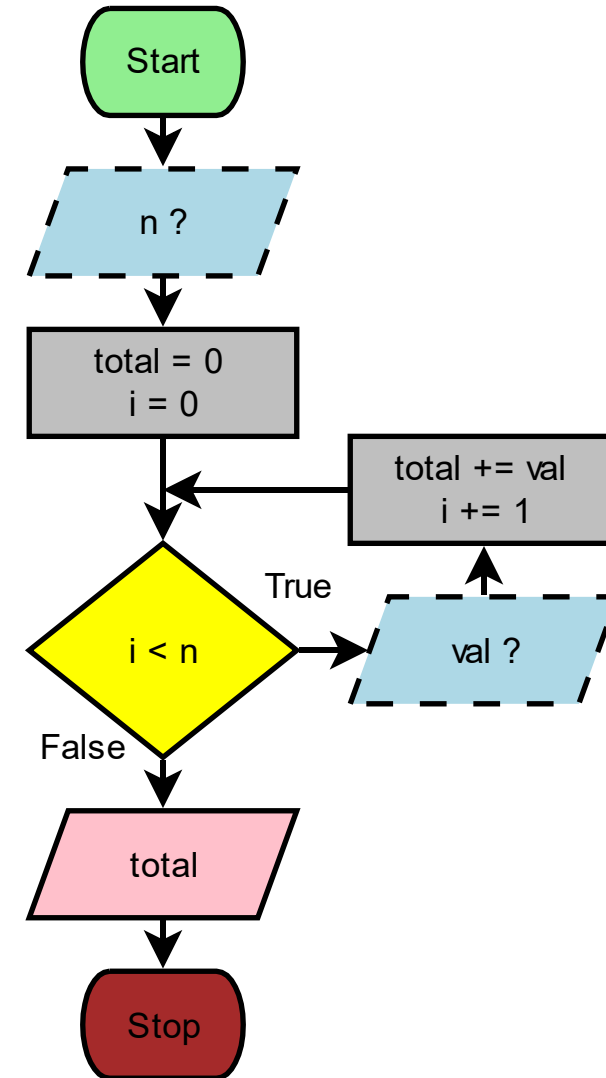 Start
n ?
total = 0
i = 0
total += val
i += 1
True
i < n
val ?
False
total
Stop